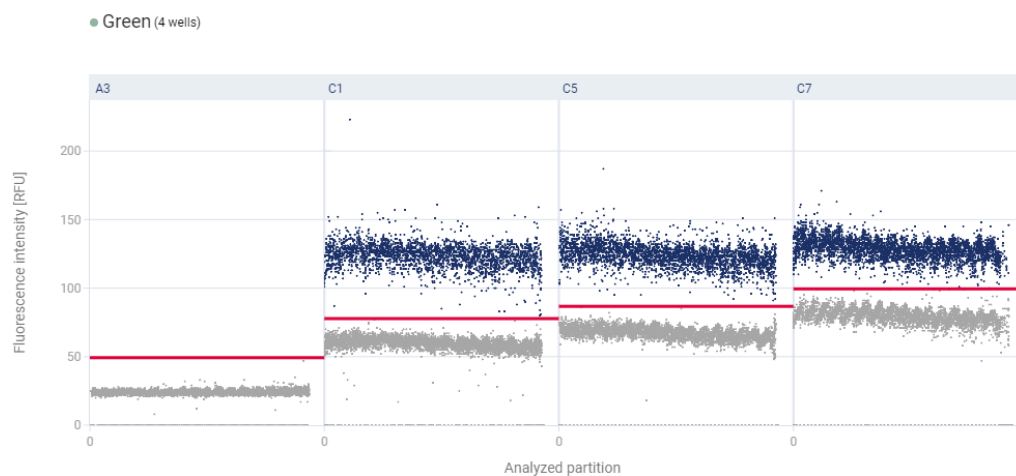 Green (4 wells)
A3
C1
C5
C7
Fluorescence intensity [RFU]
200
150
100
50
0
0
0
0
0
Analyzed partition